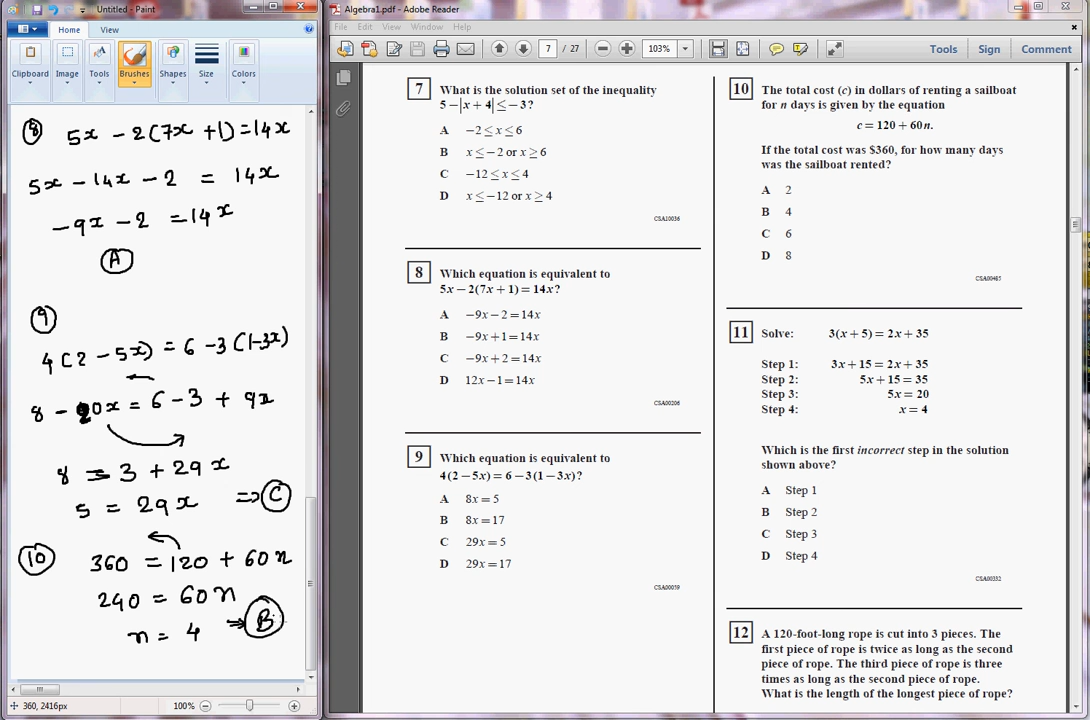 Untitled - Paint
Home View
Clipboard Image Tools Brushes Shapes Size Colors
8 5x - 2(7x + 1) = 14x
5x - 14x - 2 = 14x
-9x - 2 = 14x
A
9
4(2 - 5x) = 6 - 3(1-3x)
8 - 20x = 6 - 3 + 9x
8 = 3 + 29x
5 = 29x ⇒ C
10 360 = 120 + 60n
240 = 60n
n = 4 ⇒ B
360, 2416px 100%
Algebra1.pdf - Adobe Reader
File Edit View Window Help
7 / 27 103% Tools Sign Comment
7 What is the solution set of the inequality
5 − |x + 4| ≤ −3?
A −2 ≤ x ≤ 6
B x ≤ −2 or x ≥ 6
C −12 ≤ x ≤ 4
D x ≤ −12 or x ≥ 4
CSA10036
8 Which equation is equivalent to
5x − 2(7x + 1) = 14x?
A −9x − 2 = 14x
B −9x + 1 = 14x
C −9x + 2 = 14x
D 12x − 1 = 14x
CSA00206
9 Which equation is equivalent to
4(2 − 5x) = 6 − 3(1 − 3x)?
A 8x = 5
B 8x = 17
C 29x = 5
D 29x = 17
CSA00059
10 The total cost (c) in dollars of renting a sailboat
for n days is given by the equation
c = 120 + 60n.
If the total cost was $360, for how many days
was the sailboat rented?
A 2
B 4
C 6
D 8
CSA00485
11 Solve: 3(x + 5) = 2x + 35
Step 1: 3x + 15 = 2x + 35
Step 2: 5x + 15 = 35
Step 3: 5x = 20
Step 4: x = 4
Which is the first incorrect step in the solution
shown above?
A Step 1
B Step 2
C Step 3
D Step 4
CSA00332
12 A 120-foot-long rope is cut into 3 pieces. The
first piece of rope is twice as long as the second
piece of rope. The third piece of rope is three
times as long as the second piece of rope.
What is the length of the longest piece of rope?